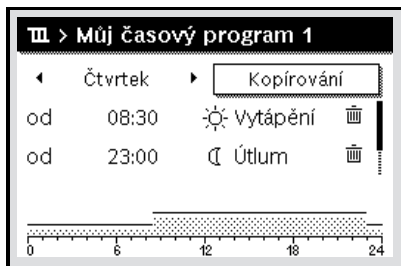 > Můj časový program 1
Čtvrtek Kopírování
od 08:30 Vytápění
od 23:00 Útlum
0 6 12 18 24